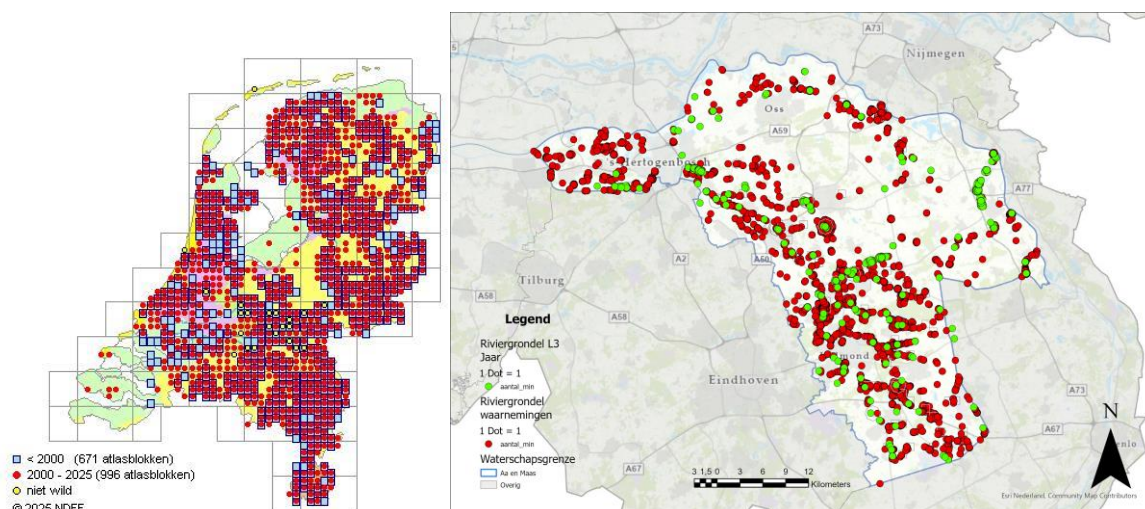 < 2000 (671 atlasblokken)
2000 - 2025 (996 atlasblokken)
niet wild
© 2025 NDFF
A73
Nijmegen
Oss
A59
's Hertogenbosch
A77
A2
A50
Tilburg
A58
A58
Legend
Riviergrondel L3
Jaar
1 Dot = 1
aantal_min
Riviergrondel
waarnemingen
1 Dot = 1
aantal_min
Waterschapsgrenze
Aa en Maas
Overig
Eindhoven
A73
A67
A67
N
3 1,5 0 3 6 9 12
Kilometers
Esri Nederland, Community Map Contributors